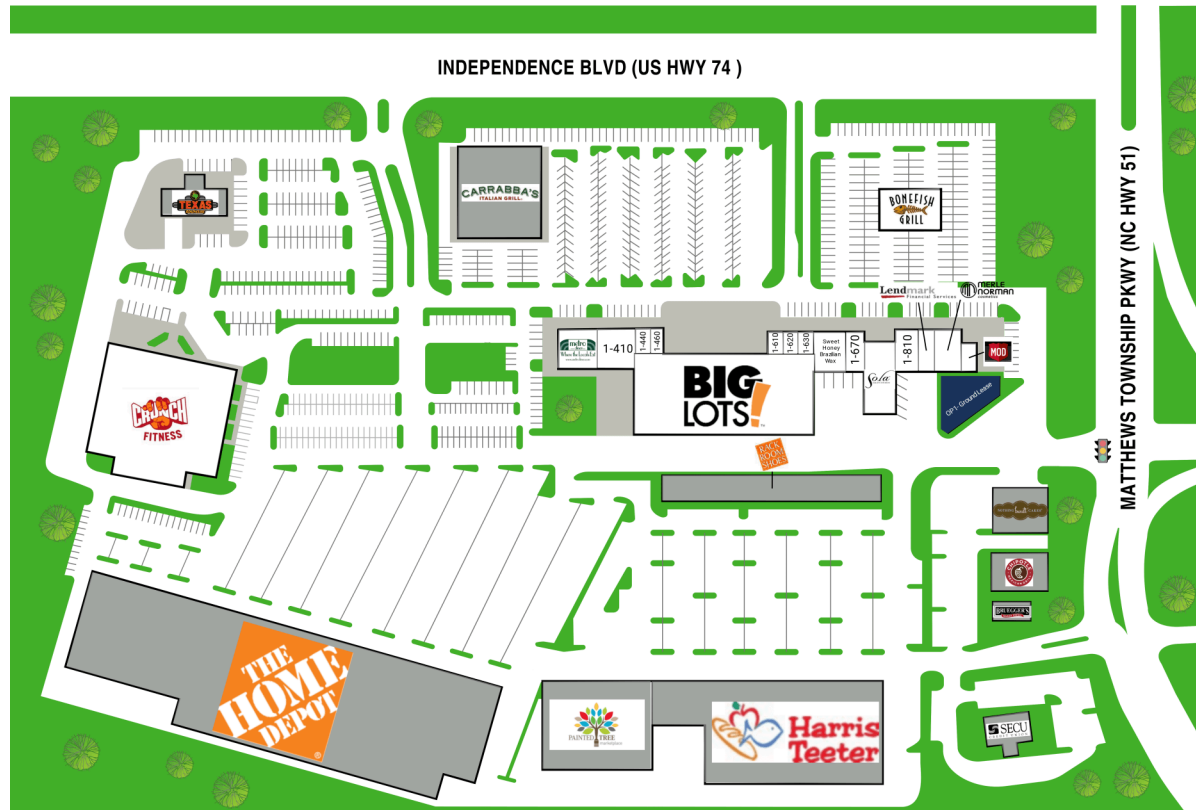 INDEPENDENCE BLVD (US HWY 74 )
MATTHEWS TOWNSHIP PKWY (NC HWY 51)
TEXAS
CARRABBA'S
ITALIAN GRILL.
BONEFISH
GRILL
Lendmark
Financial Services
MERLE
NORMAN
COSMETICS
metro
1-410
1-440
1-460
1-610
1-620
1-630
Sweet
Honey
Brazilian
Wax
1-670
Sola
1-810
MOD
OP1- Ground Lease
BIG
LOTS!
CRUNCH
FITNESS
RACK
ROOM
SHOES
CHIPOTLE
BRUEGGER'S
THE
HOME
DEPOT
PAINTED TREE
Harris
Teeter
SECU